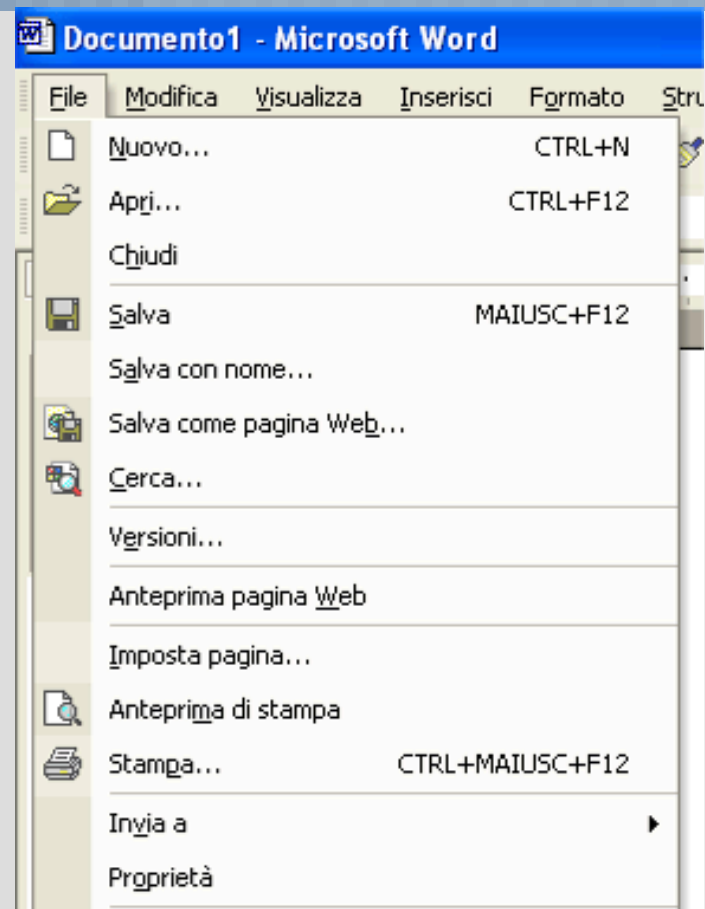 Documento1 - Microsoft Word
File Modifica Visualizza Inserisci Formato Stru
Nuovo... CTRL+N
Apri... CTRL+F12
Chiudi
Salva MAIUSC+F12
Salva con nome...
Salva come pagina Web...
Cerca...
Versioni...
Anteprima pagina Web
Imposta pagina...
Anteprima di stampa
Stampa... CTRL+MAIUSC+F12
Invia a
Proprietà